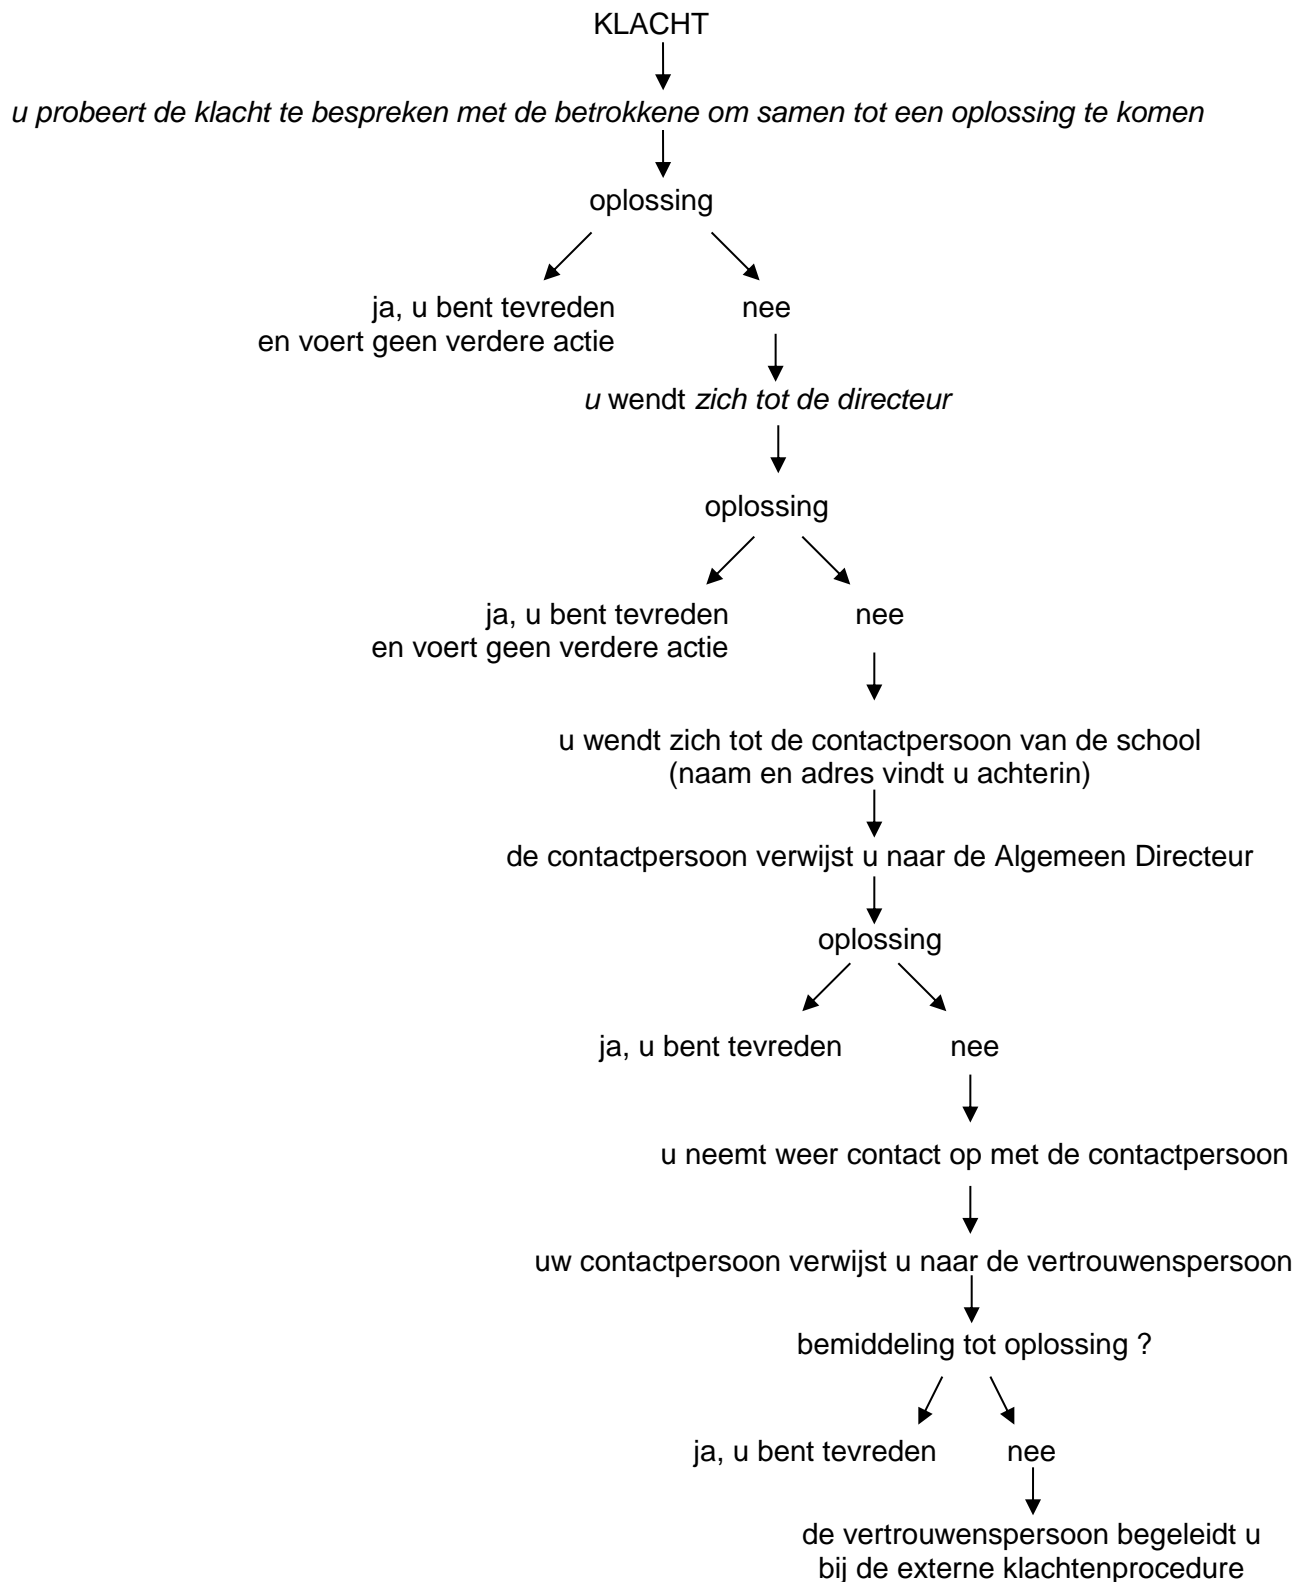 KLACHT
u probeert de klacht te bespreken met de betrokkene om samen tot een oplossing te komen
oplossing
ja, u bent tevreden
en voert geen verdere actie
nee
u wendt zich tot de directeur
oplossing
ja, u bent tevreden
en voert geen verdere actie
nee
u wendt zich tot de contactpersoon van de school
(naam en adres vindt u achterin)
de contactpersoon verwijst u naar de Algemeen Directeur
oplossing
ja, u bent tevreden
nee
u neemt weer contact op met de contactpersoon
uw contactpersoon verwijst u naar de vertrouwenspersoon
bemiddeling tot oplossing ?
ja, u bent tevreden
nee
de vertrouwenspersoon begeleidt u
bij de externe klachtenprocedure